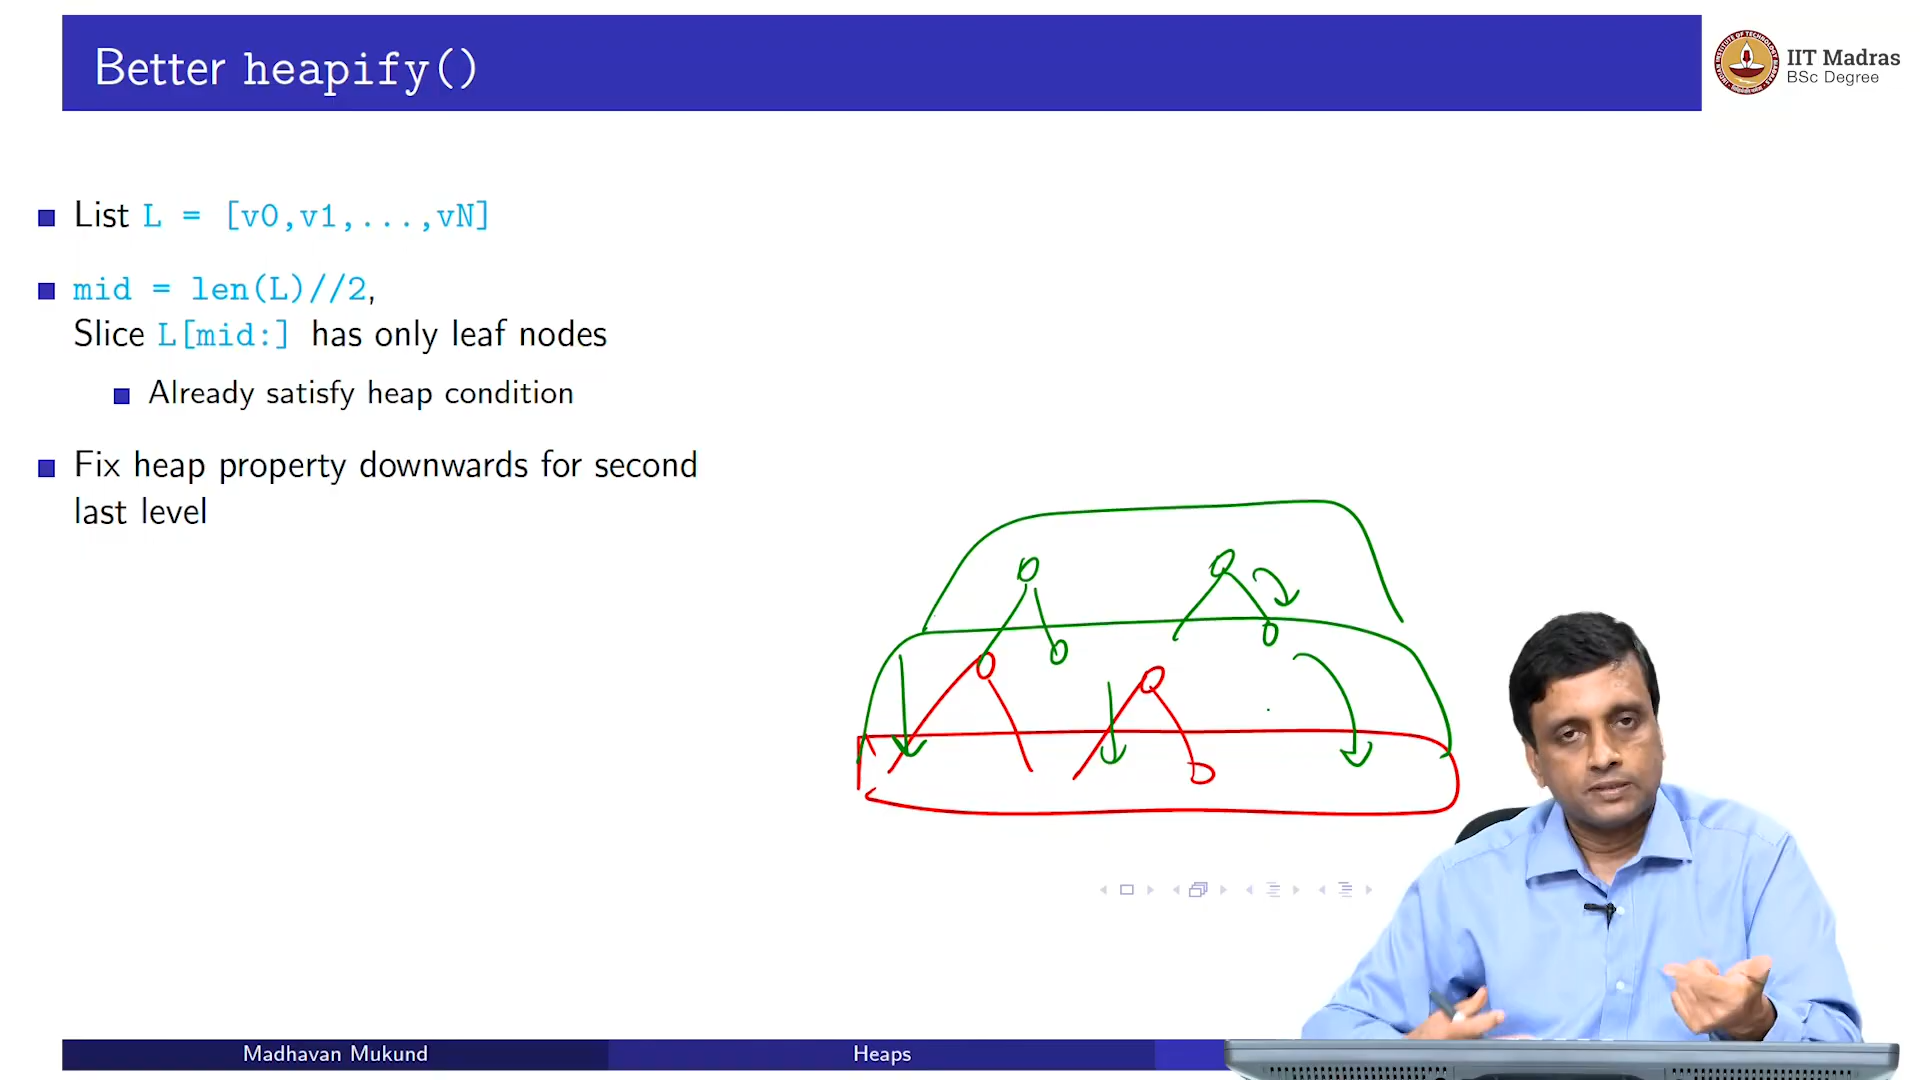 Better heapify()
IIT Madras
BSc Degree
List L = [v0,v1,...,vN]
mid = len(L)//2,
Slice L[mid:] has only leaf nodes
Already satisfy heap condition
Fix heap property downwards for second
last level
Madhavan Mukund
Heaps